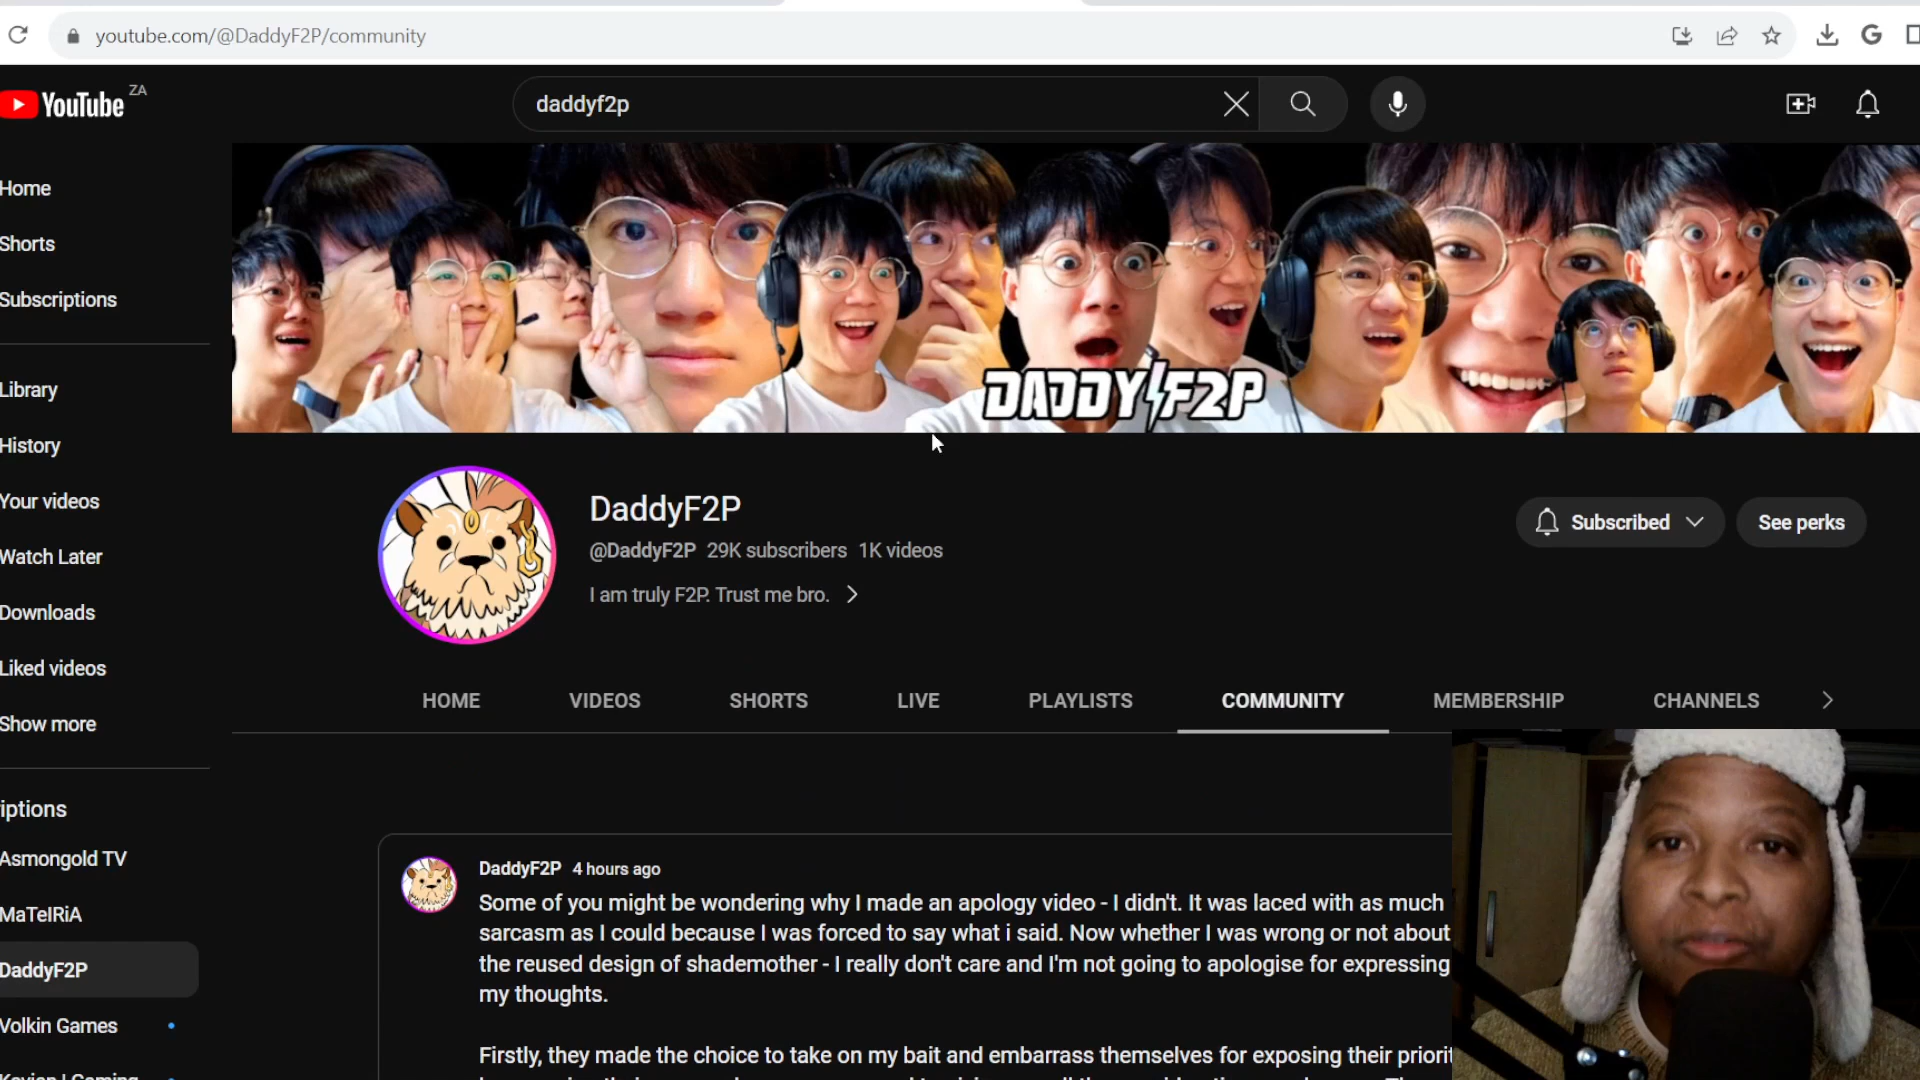 youtube.com/@DaddyF2P/community
YouTube ZA
daddyf2p
Home
Shorts
Subscriptions
Library
History
Your videos
Watch Later
Downloads
Liked videos
Show more
iptions
Asmongold TV
MaTeIRiA
DaddyF2P
Volkin Games
DADDY F2P
DaddyF2P
@DaddyF2P 29K subscribers 1K videos
I am truly F2P. Trust me bro.
Subscribed
See perks
HOME VIDEOS SHORTS LIVE PLAYLISTS COMMUNITY MEMBERSHIP CHANNELS
DaddyF2P 4 hours ago
Some of you might be wondering why I made an apology video - I didn't. It was laced with as much
sarcasm as I could because I was forced to say what i said. Now whether I was wrong or not about
the reused design of shademother - I really don't care and I'm not going to apologise for expressing
my thoughts.
Firstly, they made the choice to take on my bait and embarrass themselves for exposing their priorit